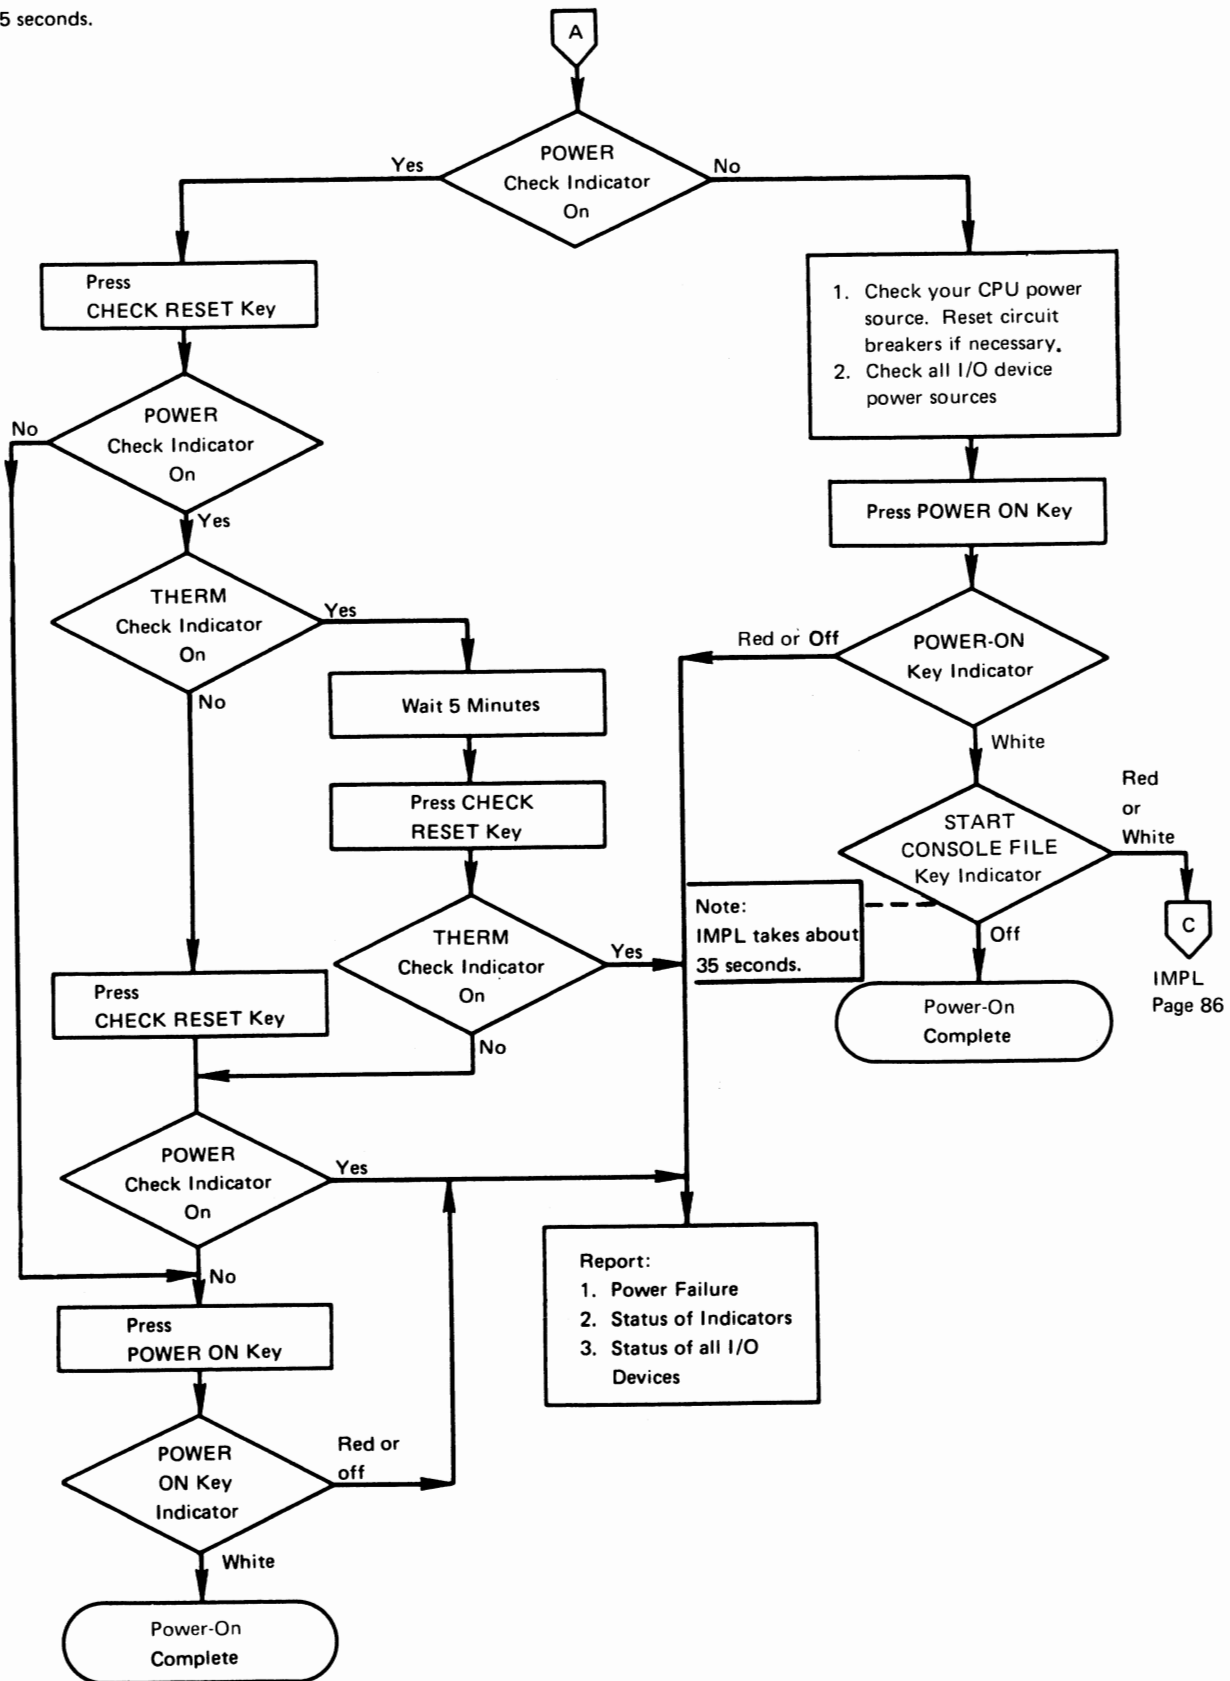 5 seconds.
A
POWER
Check Indicator
On
Yes
No
Press
CHECK RESET Key
1. Check your CPU power
source. Reset circuit
breakers if necessary.
2. Check all I/O device
power sources
POWER
Check Indicator
On
No
Yes
Press POWER ON Key
THERM
Check Indicator
On
Yes
No
POWER-ON
Key Indicator
Red or Off
White
Wait 5 Minutes
Press CHECK
RESET Key
START
CONSOLE FILE
Key Indicator
Red
or
White
Off
Note:
IMPL takes about
35 seconds.
C
IMPL
Page 86
Power-On
Complete
THERM
Check Indicator
On
Yes
No
Press
CHECK RESET Key
POWER
Check Indicator
On
Yes
No
Report:
1. Power Failure
2. Status of Indicators
3. Status of all I/O
Devices
Press
POWER ON Key
POWER
ON Key
Indicator
Red or
off
White
Power-On
Complete